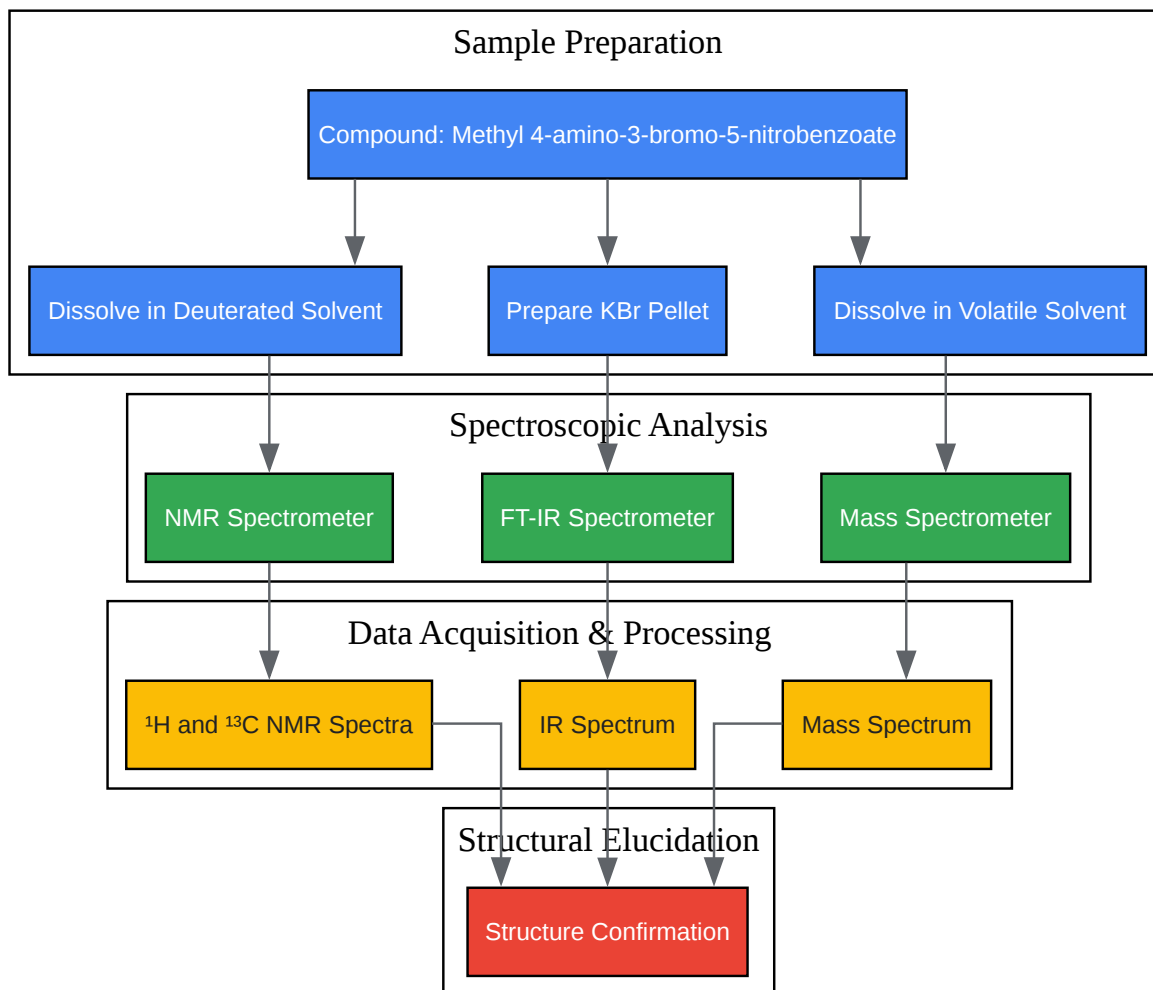 Sample Preparation
Compound: Methyl 4-amino-3-bromo-5-nitrobenzoate
Dissolve in Deuterated Solvent
Prepare KBr Pellet
Dissolve in Volatile Solvent
Spectroscopic Analysis
NMR Spectrometer
FT-IR Spectrometer
Mass Spectrometer
Data Acquisition & Processing
¹H and ¹³C NMR Spectra
IR Spectrum
Mass Spectrum
Structural Elucidation
Structure Confirmation